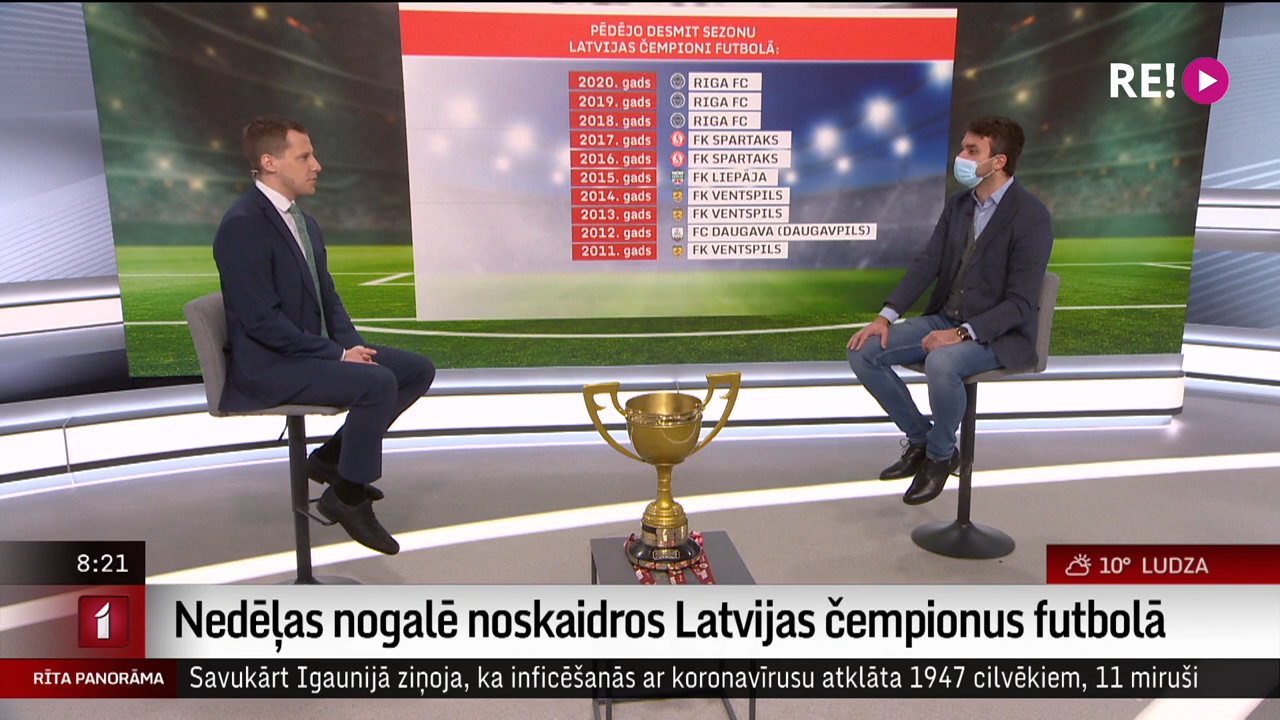 PĒDĒJO DESMIT SEZONU
LATVIJAS ČEMPIONI FUTBOLĀ:
2020. gads RIGA FC
2019. gads RIGA FC
2018. gads RIGA FC
2017. gads FK SPARTAKS
2016. gads FK SPARTAKS
2015. gads FK LIEPĀJA
2014. gads FK VENTSPILS
2013. gads FK VENTSPILS
2012. gads FC DAUGAVA (DAUGAVPILS)
2011. gads FK VENTSPILS
RE!
8:21
10° LUDZA
1 Nedēļas nogalē noskaidros Latvijas čempionus futbolā
RĪTA PANORĀMA Savukārt Igaunijā ziņoja, ka inficēšanās ar koronavīrusu atklāta 1947 cilvēkiem, 11 miruši